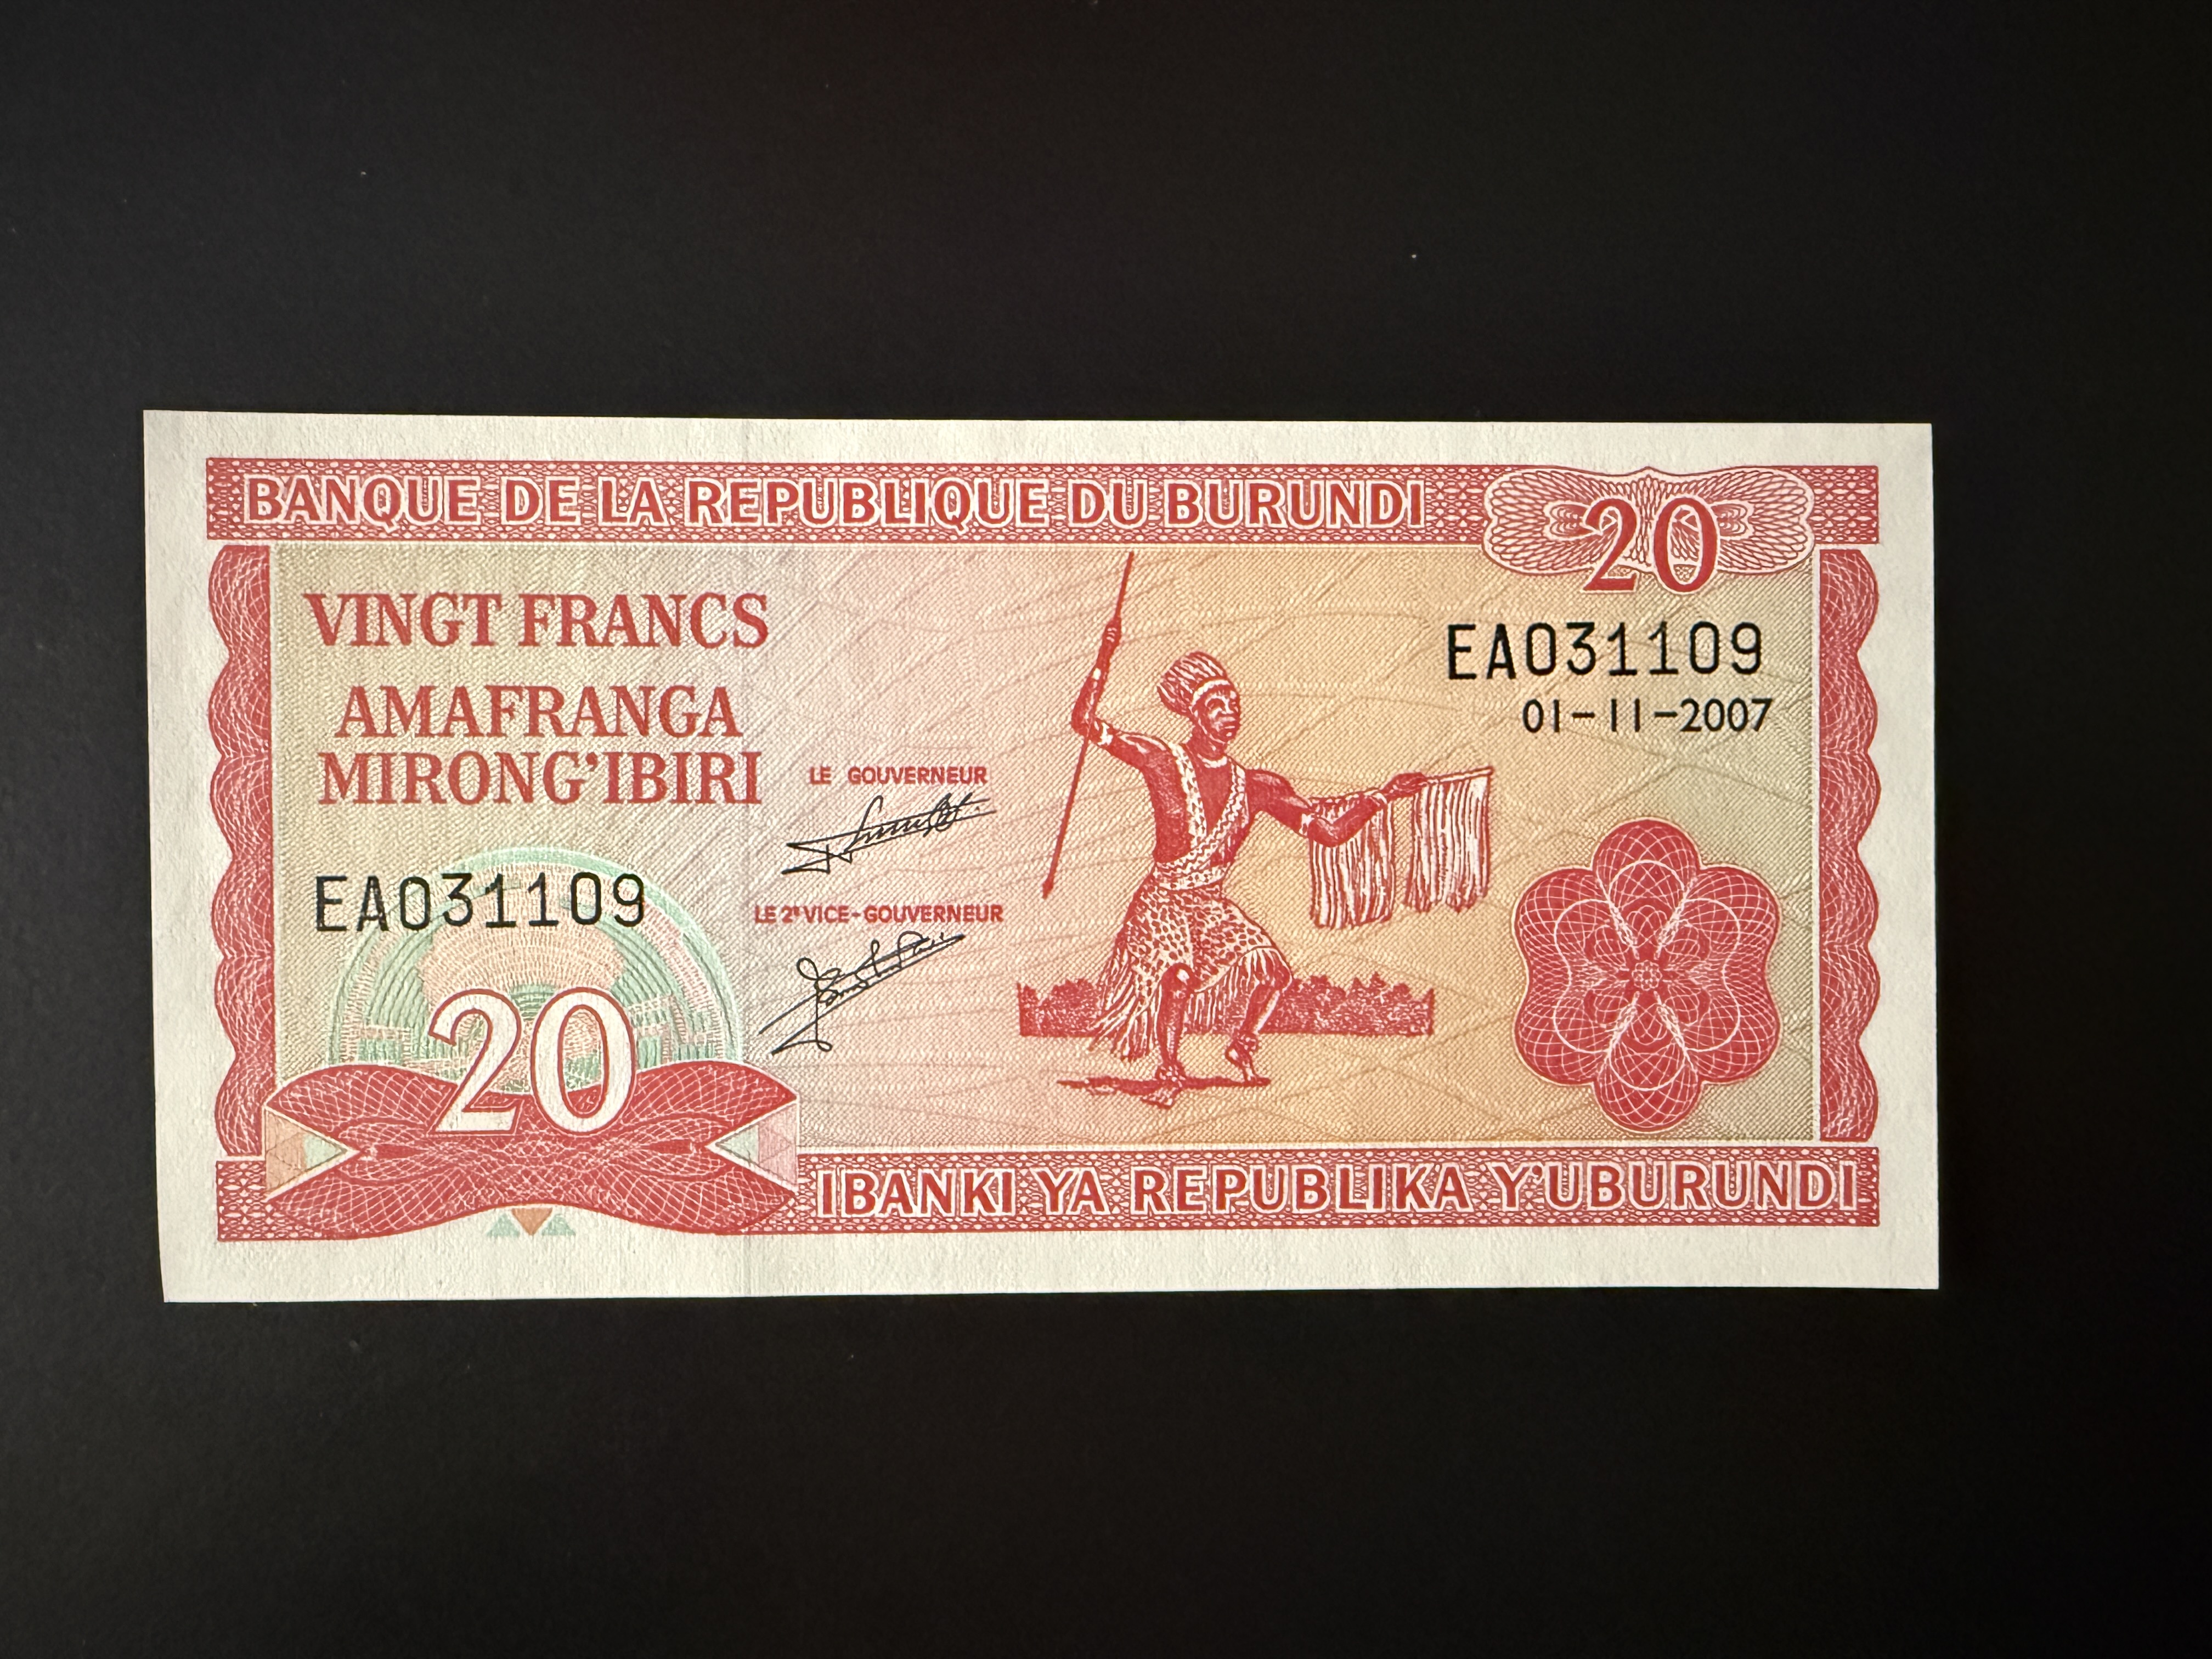 BANQUE DE LA REPUBLIQUE DU BURUNDI
20
VINGT FRANCS
AMAFRANGA
MIRONG'IBIRI
EA031109
01-11-2007
LE GOUVERNEUR
EA031109
LE 2e VICE-GOUVERNEUR
20
IBANKI YA REPUBLIKA Y'UBURUNDI